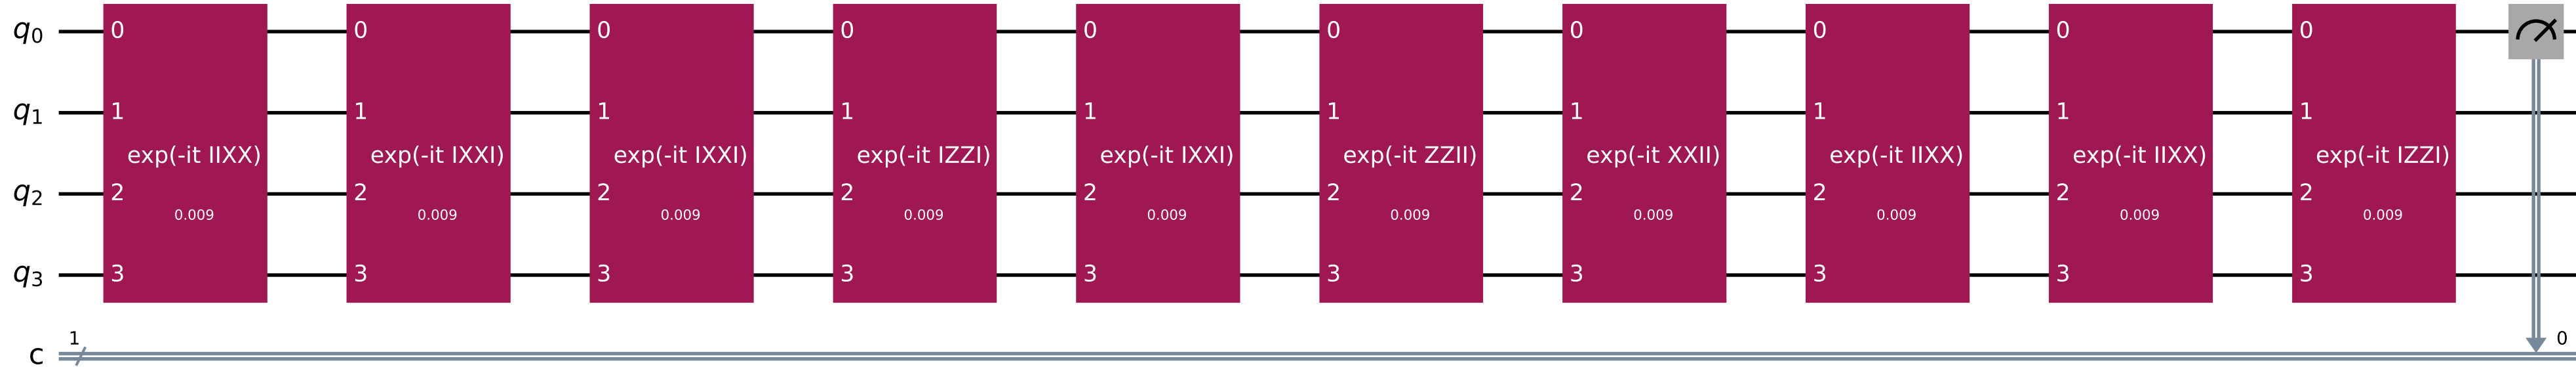 q0 0 0 0 0 0 0 0 0 0 0
q1 1 1 1 1 1 1 1 1 1 1
exp(-it IIXX) exp(-it IXXI) exp(-it IXXI) exp(-it IZZI) exp(-it IXXI) exp(-it ZZII) exp(-it XXII) exp(-it IIXX) exp(-it IIXX) exp(-it IZZI)
q2 2 2 2 2 2 2 2 2 2 2
0.009 0.009 0.009 0.009 0.009 0.009 0.009 0.009 0.009 0.009
q3 3 3 3 3 3 3 3 3 3 3
1 0
c